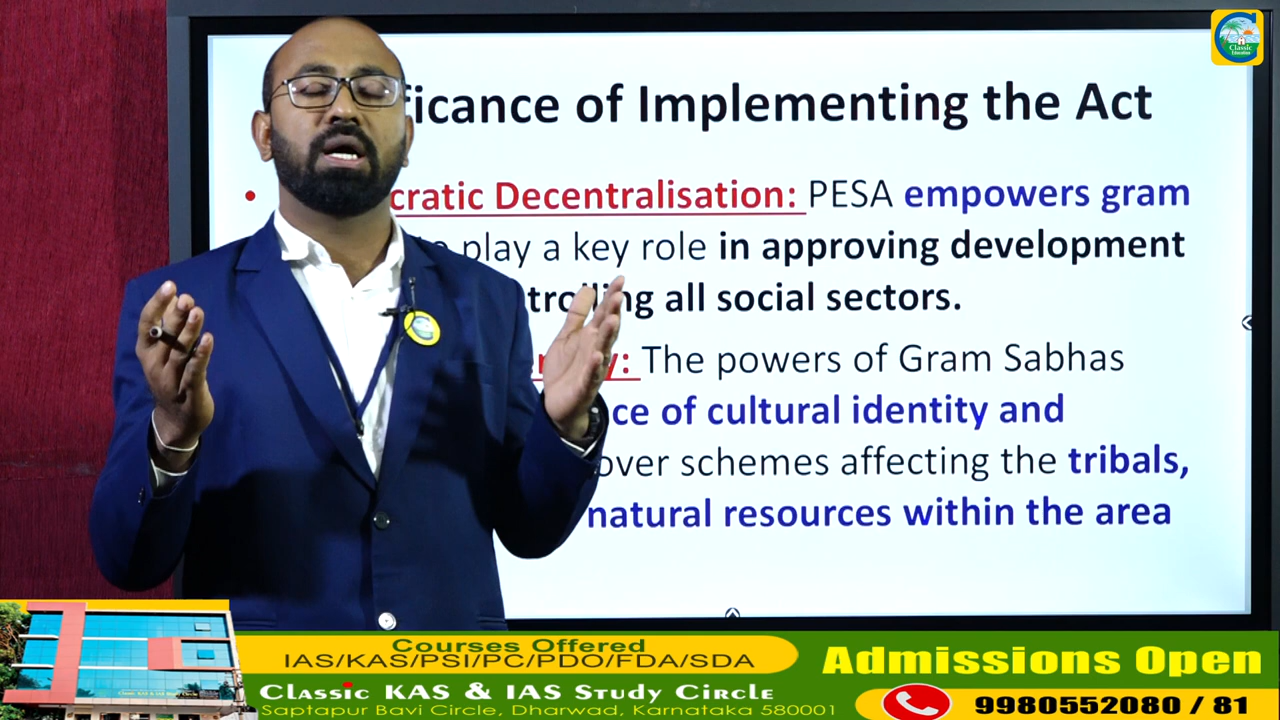 Classic
Education
ficance of Implementing the Act
cratic Decentralisation: PESA empowers gram
play a key role in approving development
trolling all social sectors.
The powers of Gram Sabhas
ce of cultural identity and
over schemes affecting the tribals,
natural resources within the area
Courses Offered
IAS/KAS/PSI/PC/PDO/FDA/SDA
Admissions Open
Classic KAS & IAS Study Circle
Saptapur Bavi Circle, Dharwad, Karnataka 580001
9980552080 / 81